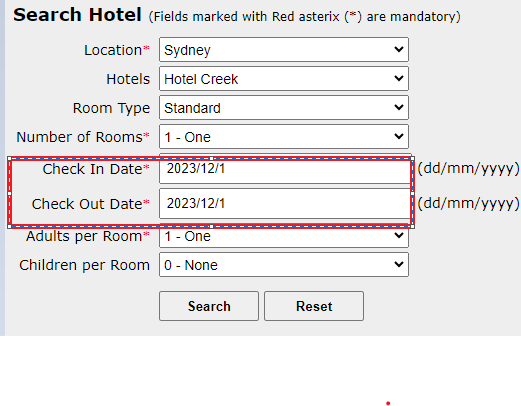 Search Hotel (Fields marked with Red asterix (*) are mandatory)
Location* Sydney
Hotels Hotel Creek
Room Type Standard
Number of Rooms* 1 - One
Check In Date* 2023/12/1 (dd/mm/yyyy)
Check Out Date* 2023/12/1 (dd/mm/yyyy)
Adults per Room* 1 - One
Children per Room 0 - None
Search Reset